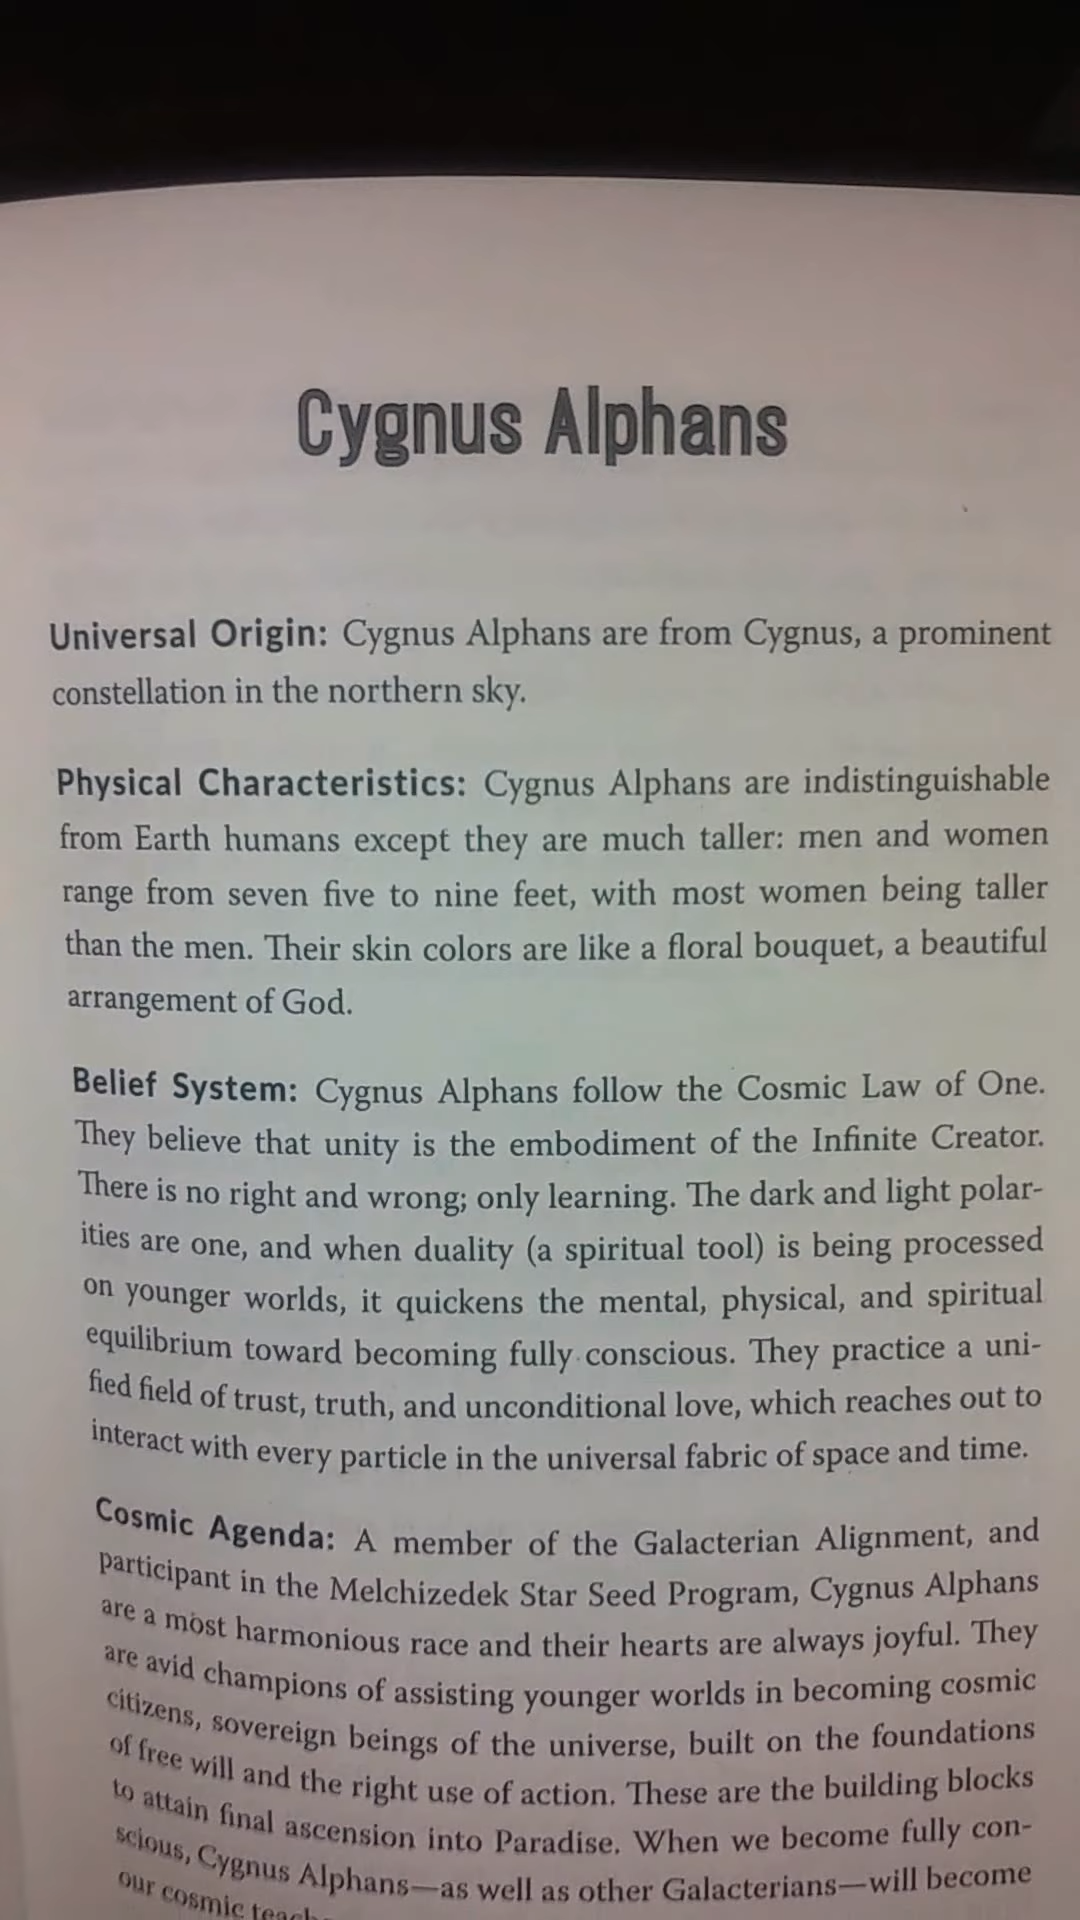 Cygnus Alphans
Universal Origin: Cygnus Alphans are from Cygnus, a prominent
constellation in the northern sky.
Physical Characteristics: Cygnus Alphans are indistinguishable
from Earth humans except they are much taller: men and women
range from seven five to nine feet, with most women being taller
than the men. Their skin colors are like a floral bouquet, a beautiful
arrangement of God.
Belief System: Cygnus Alphans follow the Cosmic Law of One.
They believe that unity is the embodiment of the Infinite Creator.
There is no right and wrong; only learning. The dark and light polar-
ities are one, and when duality (a spiritual tool) is being processed
on younger worlds, it quickens the mental, physical, and spiritual
equilibrium toward becoming fully conscious. They practice a uni-
fied field of trust, truth, and unconditional love, which reaches out to
interact with every particle in the universal fabric of space and time.
Cosmic Agenda: A member of the Galacterian Alignment, and
participant in the Melchizedek Star Seed Program, Cygnus Alphans
are a most harmonious race and their hearts are always joyful. They
are avid champions of assisting younger worlds in becoming cosmic
citizens, sovereign beings of the universe, built on the foundations
of free will and the right use of action. These are the building blocks
to attain final ascension into Paradise. When we become fully con-
scious, Cygnus Alphans—as well as other Galacterians—will become
our cosmic